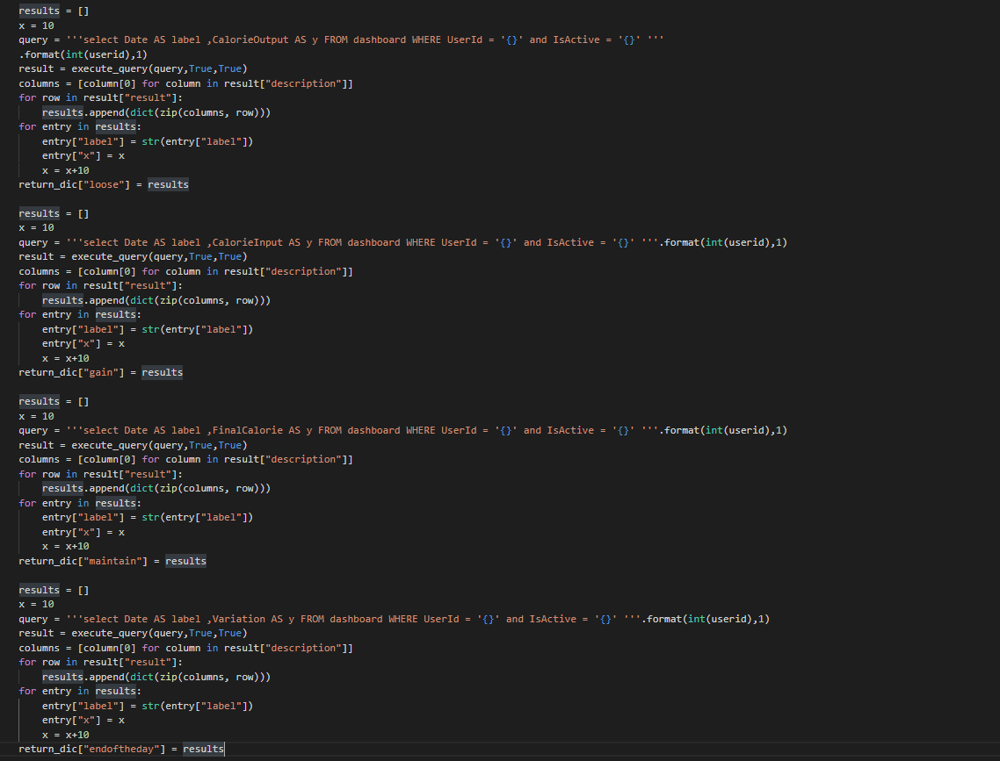 results = []
x = 10
query = '''select Date AS label ,CalorieOutput AS y FROM dashboard WHERE UserId = '{}' and IsActive = '{}' '''
.format(int(userid),1)
result = execute_query(query,True,True)
columns = [column[0] for column in result["description"]]
for row in result["result"]:
    results.append(dict(zip(columns, row)))
for entry in results:
    entry["label"] = str(entry["label"])
    entry["x"] = x
    x = x+10
return_dic["loose"] = results

results = []
x = 10
query = '''select Date AS label ,CalorieInput AS y FROM dashboard WHERE UserId = '{}' and IsActive = '{}' '''.format(int(userid),1)
result = execute_query(query,True,True)
columns = [column[0] for column in result["description"]]
for row in result["result"]:
    results.append(dict(zip(columns, row)))
for entry in results:
    entry["label"] = str(entry["label"])
    entry["x"] = x
    x = x+10
return_dic["gain"] = results

results = []
x = 10
query = '''select Date AS label ,FinalCalorie AS y FROM dashboard WHERE UserId = '{}' and IsActive = '{}' '''.format(int(userid),1)
result = execute_query(query,True,True)
columns = [column[0] for column in result["description"]]
for row in result["result"]:
    results.append(dict(zip(columns, row)))
for entry in results:
    entry["label"] = str(entry["label"])
    entry["x"] = x
    x = x+10
return_dic["maintain"] = results

results = []
x = 10
query = '''select Date AS label ,Variation AS y FROM dashboard WHERE UserId = '{}' and IsActive = '{}' '''.format(int(userid),1)
result = execute_query(query,True,True)
columns = [column[0] for column in result["description"]]
for row in result["result"]:
    results.append(dict(zip(columns, row)))
for entry in results:
    entry["label"] = str(entry["label"])
    entry["x"] = x
    x = x+10
return_dic["endoftheday"] = results